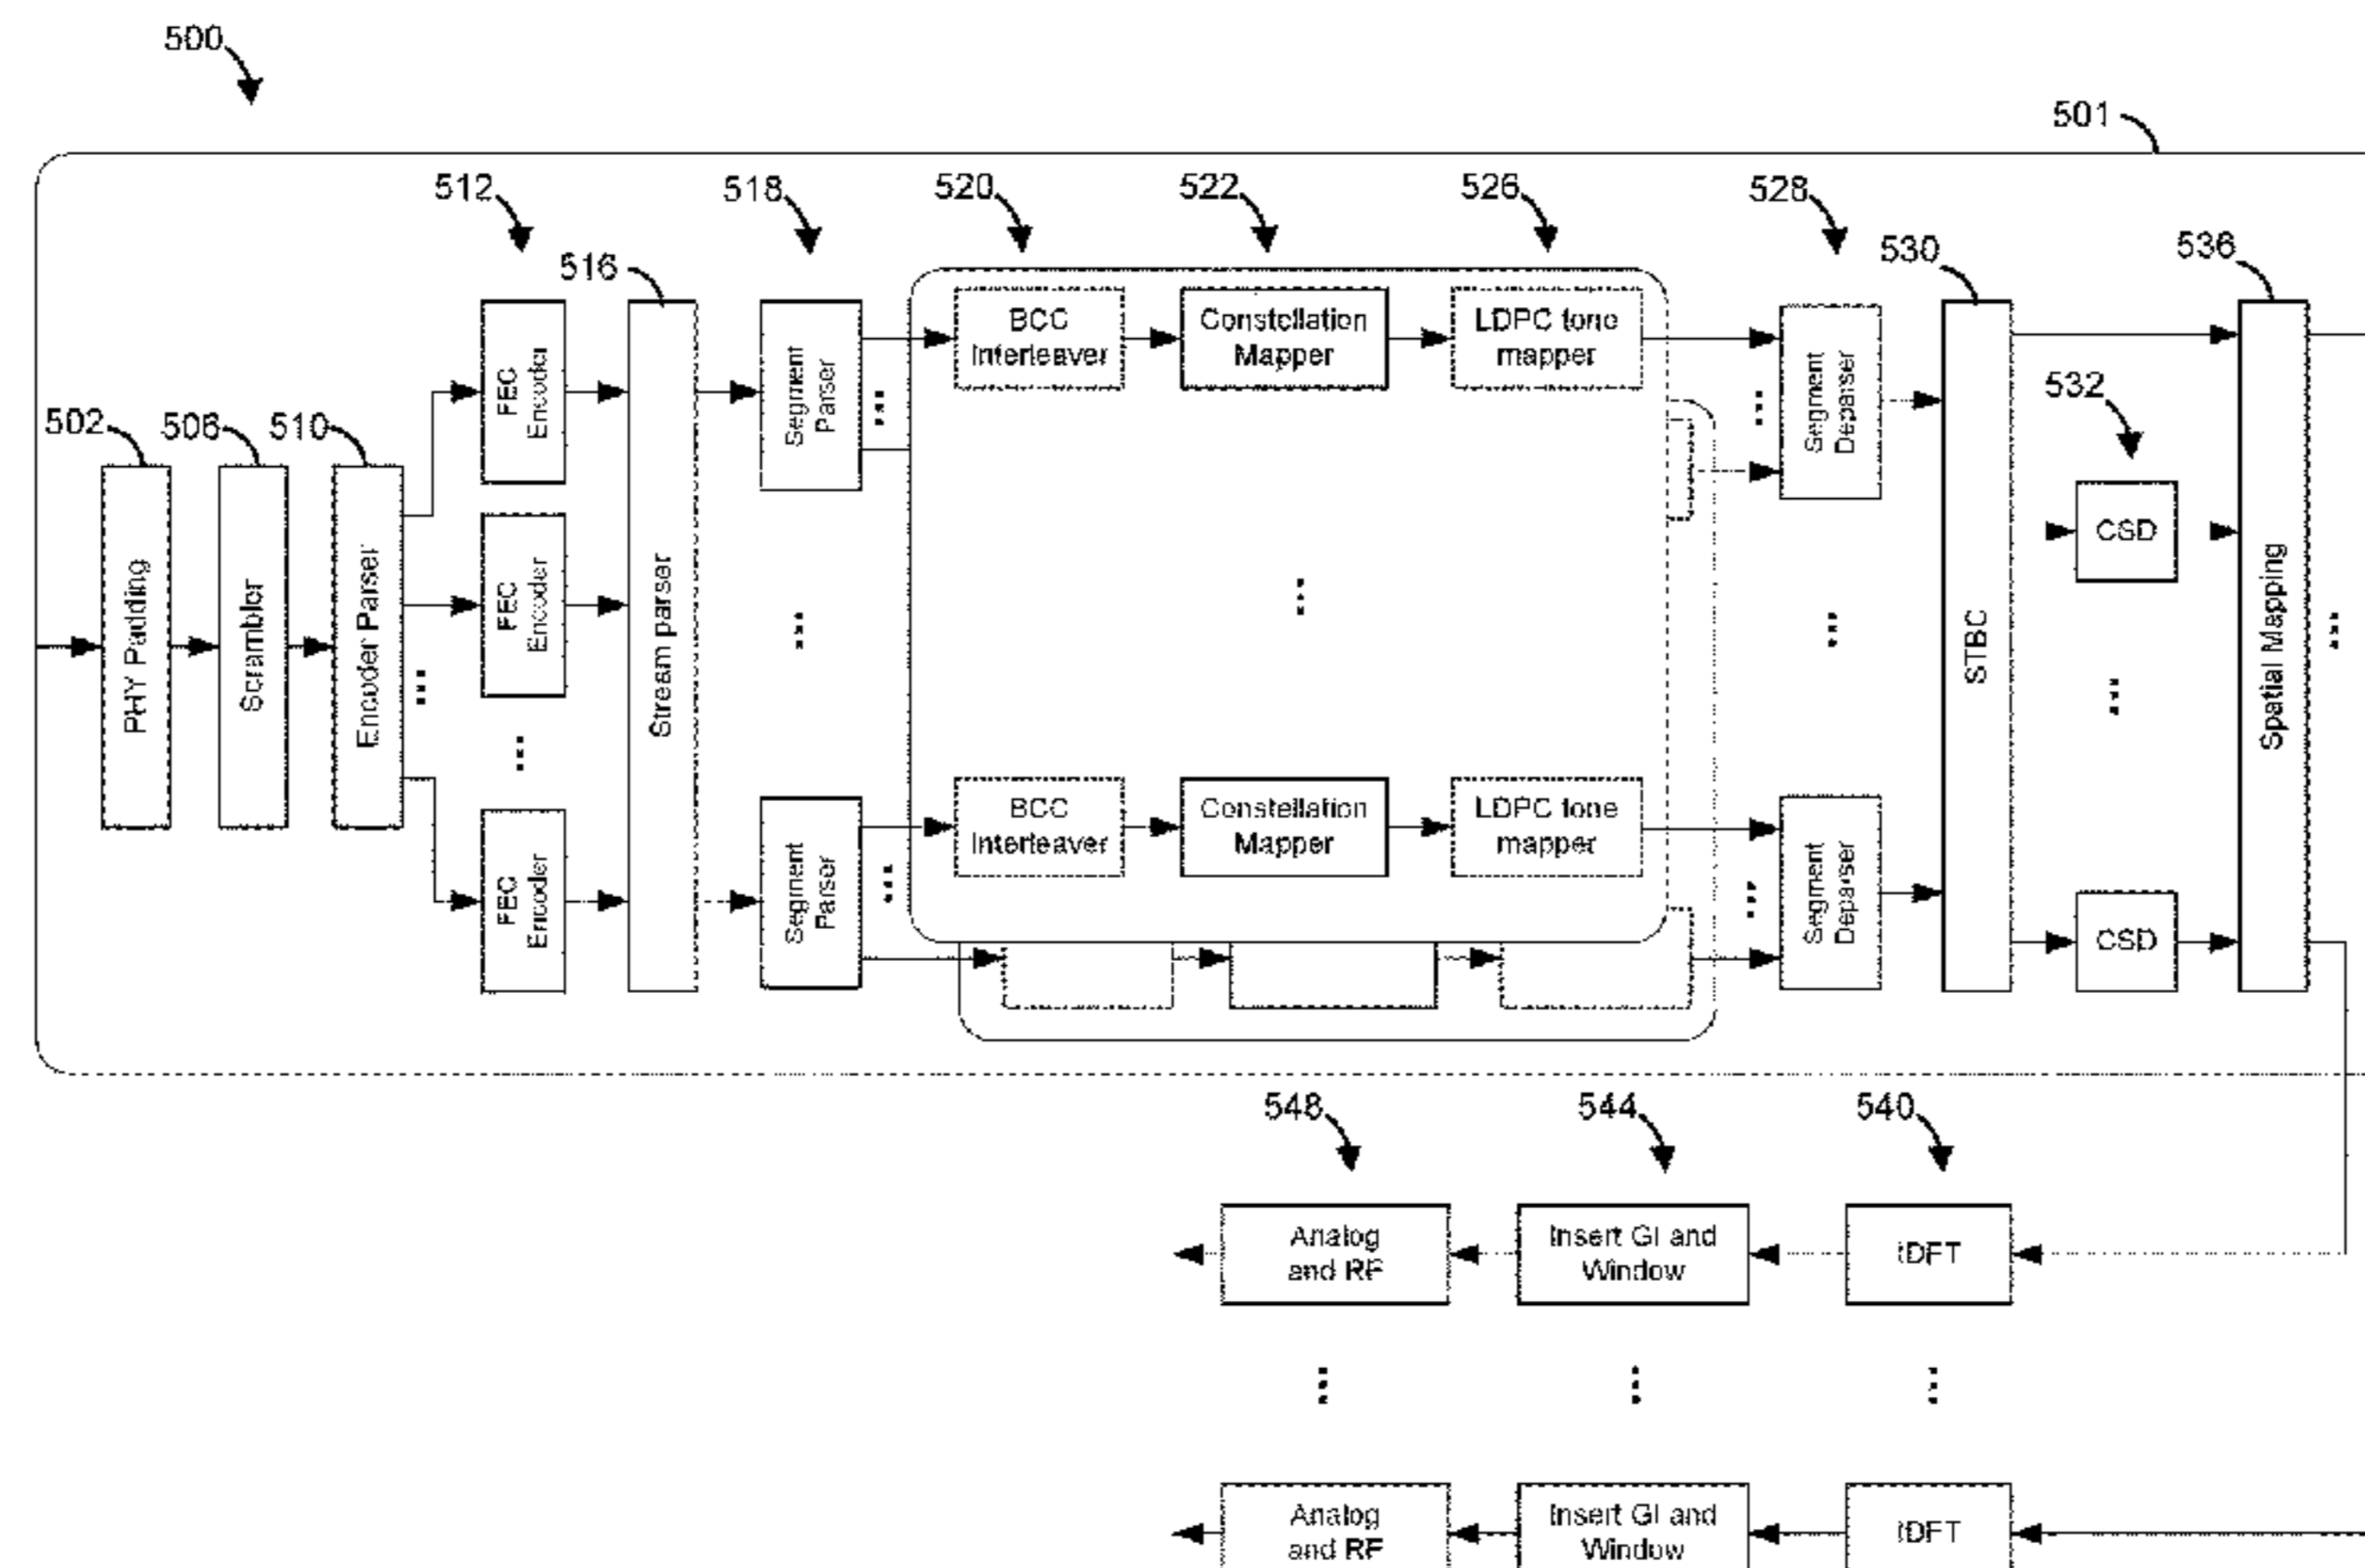 500
501
512
518
520
522
526
528
530
536
516
532
502
506
510
PHY Padding
Scrambler
Encoder Parser
FEC
Encoder
FEC
Encoder
FEC
Encoder
Stream parser
Segment
Parser
Segment
Parser
BCC
Interleaver
Constellation
Mapper
LDPC tone
mapper
BCC
Interleaver
Constellation
Mapper
LDPC tone
mapper
Segment
Deparser
Segment
Deparser
STBC
CSD
CSD
Spatial Mapping
548
544
540
Analog
and RF
Insert GI and
Window
IDFT
Analog
and RF
Insert GI and
Window
IDFT